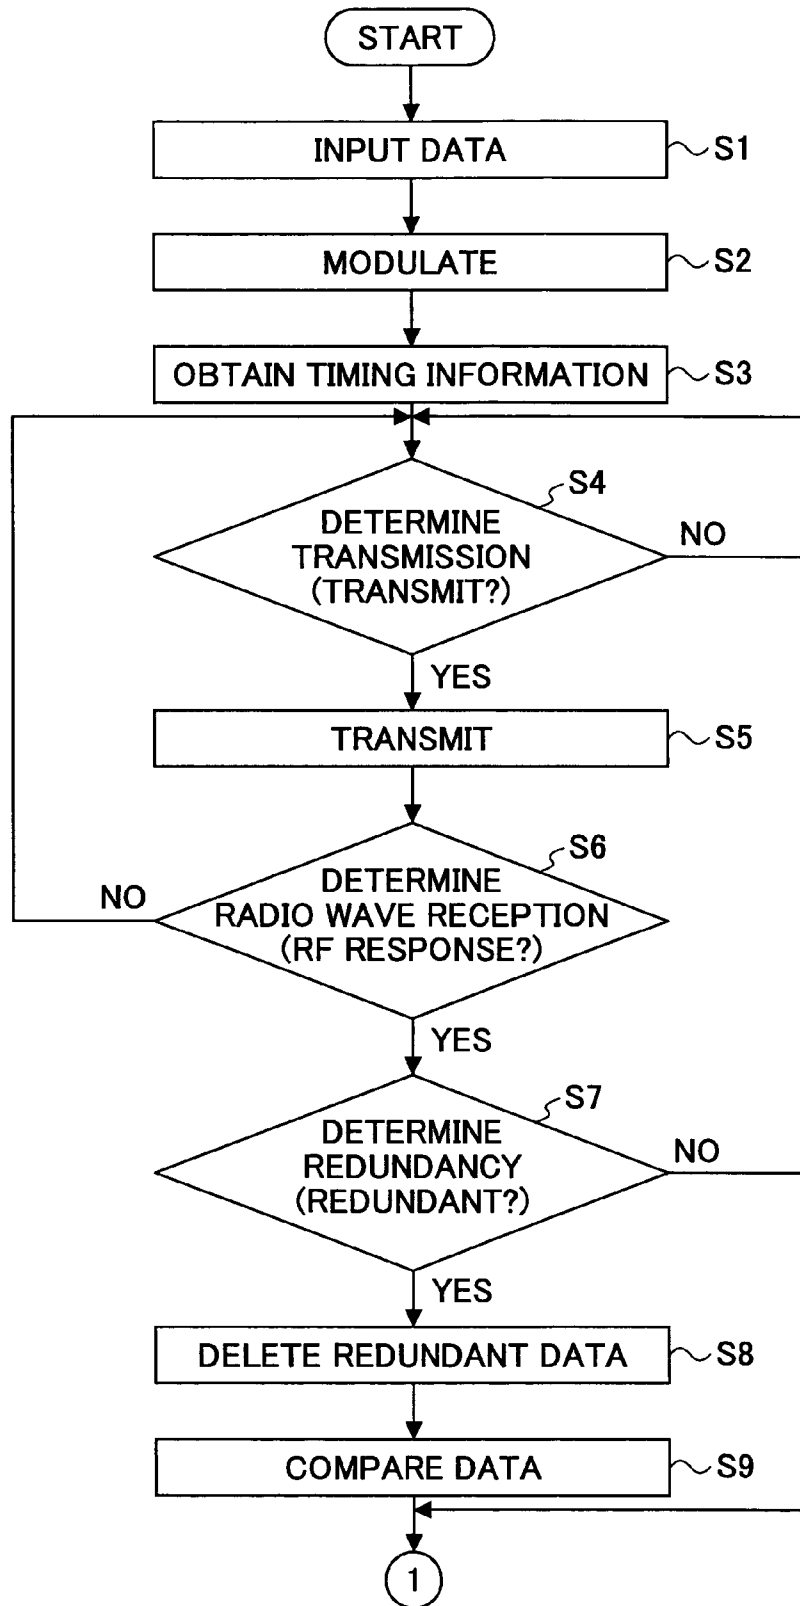 START
INPUT DATA
S1
MODULATE
S2
OBTAIN TIMING INFORMATION
S3
S4
DETERMINE
TRANSMISSION
(TRANSMIT?)
NO
YES
TRANSMIT
S5
S6
DETERMINE
RADIO WAVE RECEPTION
(RF RESPONSE?)
NO
YES
S7
DETERMINE
REDUNDANCY
(REDUNDANT?)
NO
YES
DELETE REDUNDANT DATA
S8
COMPARE DATA
S9
1